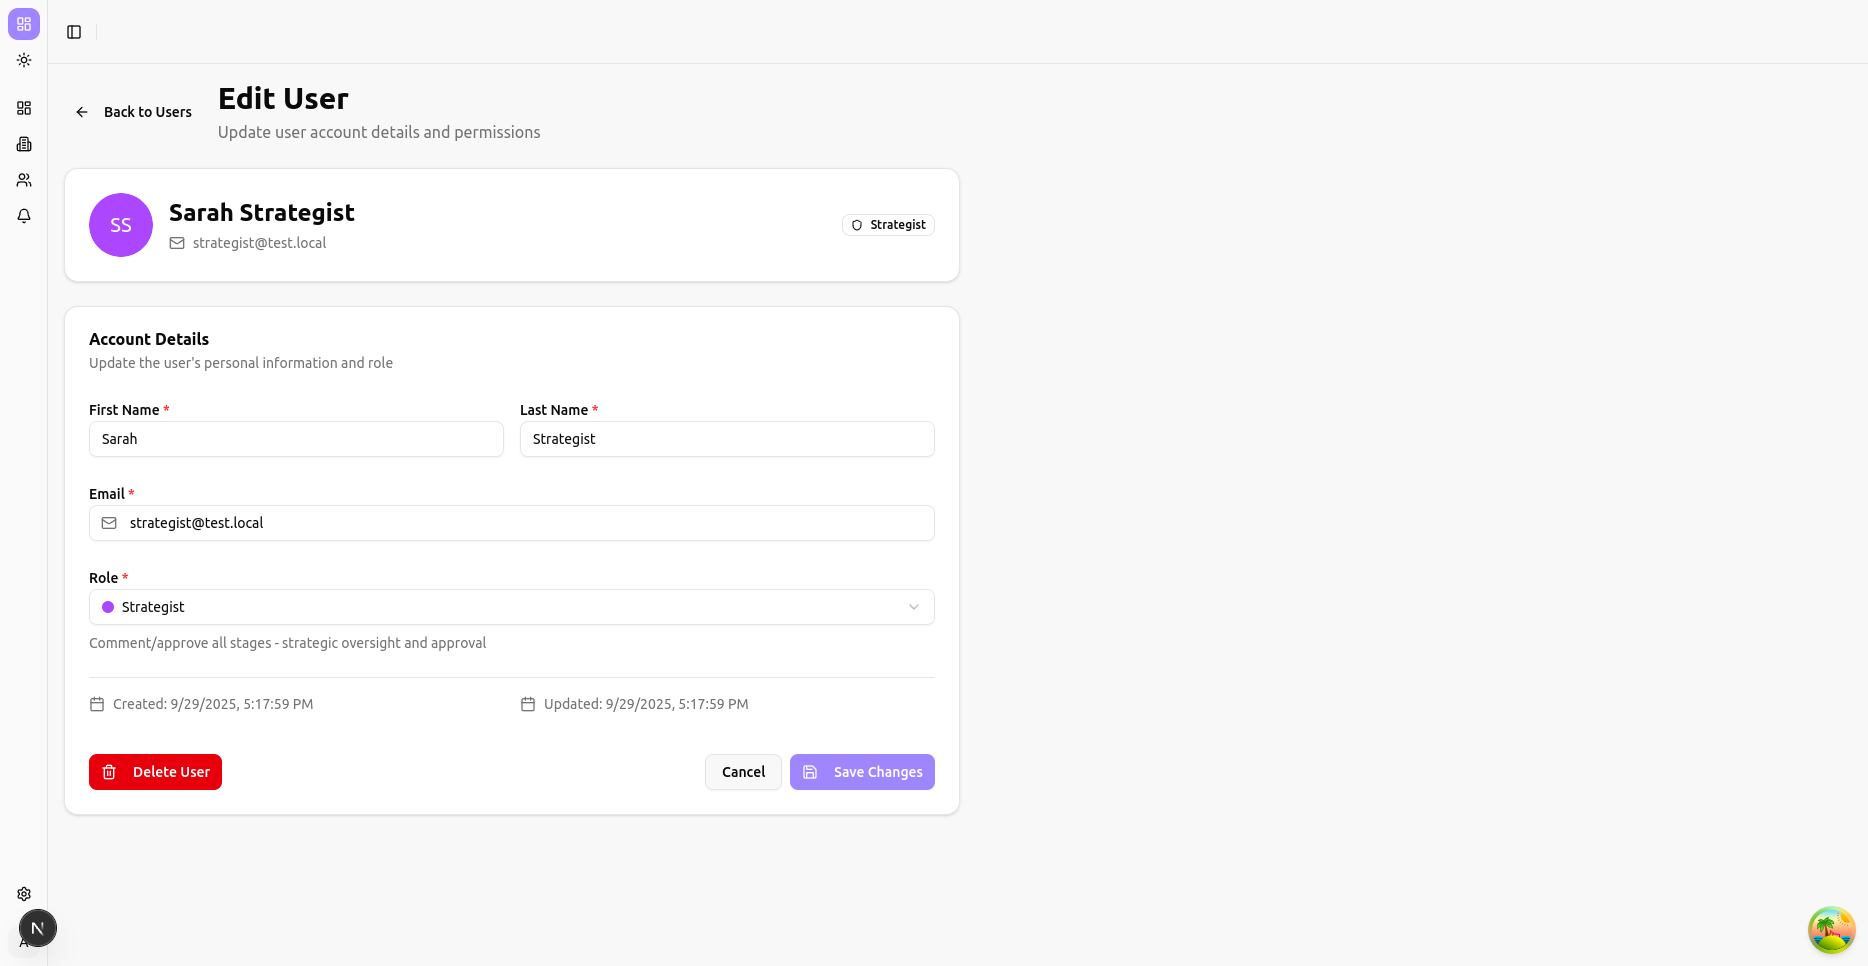 Back to Users
Edit User
Update user account details and permissions
SS
Sarah Strategist
strategist@test.local
Strategist
Account Details
Update the user's personal information and role
First Name *
Last Name *
Sarah
Strategist
Email *
strategist@test.local
Role *
Strategist
Comment/approve all stages - strategic oversight and approval
Created: 9/29/2025, 5:17:59 PM
Updated: 9/29/2025, 5:17:59 PM
Delete User
Cancel
Save Changes
N